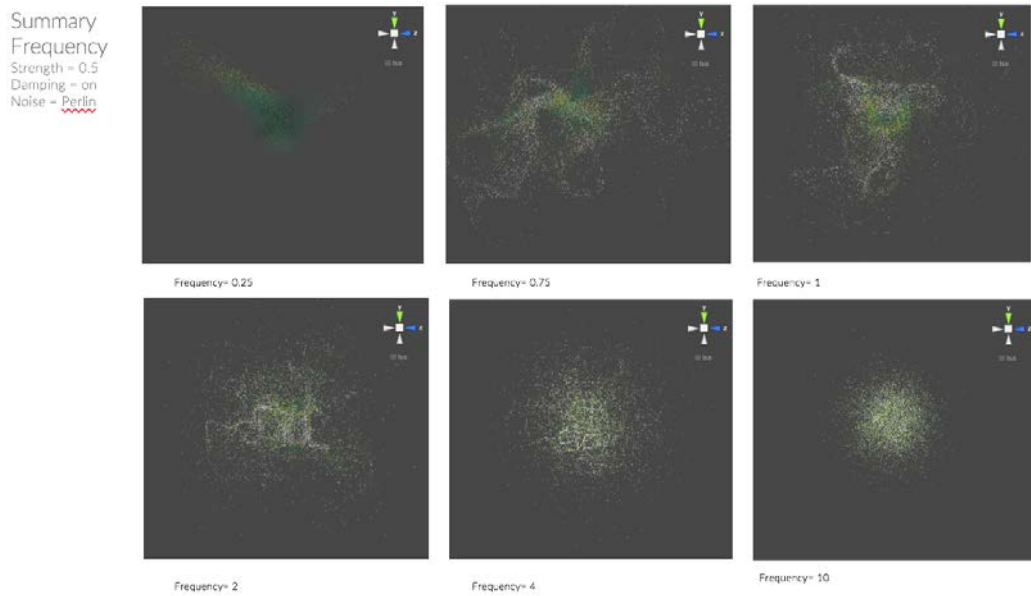 Summary
Frequency
Strength = 0.5
Damping = on
Noise = Perlin
Y
z
Y
z
Y
z
Frequency= 0.25
Frequency= 0.75
Frequency= 1
Y
z
Y
z
Y
z
Frequency= 2
Frequency= 4
Frequency= 10